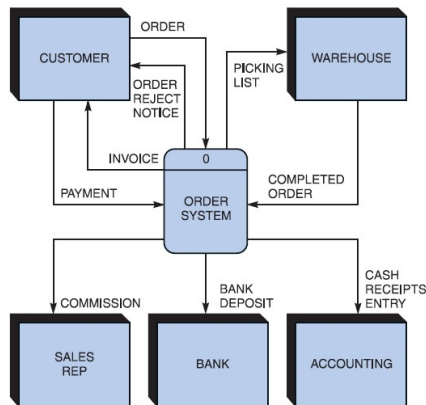 ORDER
CUSTOMER
WAREHOUSE
PICKING
LIST
ORDER
REJECT
NOTICE
INVOICE
0
COMPLETED
ORDER
PAYMENT
ORDER
SYSTEM
COMMISSION
BANK
DEPOSIT
CASH
RECEIPTS
ENTRY
SALES
REP
BANK
ACCOUNTING